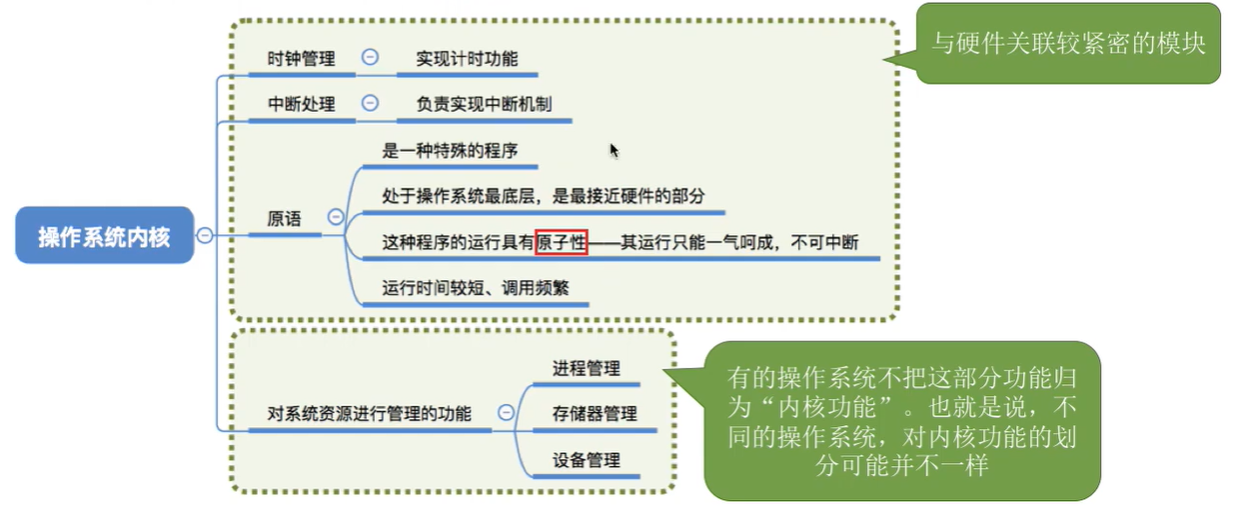 与硬件关联较紧密的模块
时钟管理
实现计时功能
中断处理
负责实现中断机制
是一种特殊的程序
处于操作系统最底层，是最接近硬件的部分
原语
操作系统内核
这种程序的运行具有原子性——其运行只能一气呵成，不可中断
运行时间较短、调用频繁
进程管理
对系统资源进行管理的功能
存储器管理
设备管理
有的操作系统不把这部分功能归
为“内核功能”。也就是说，不
同的操作系统，对内核功能的划
分可能并不一样